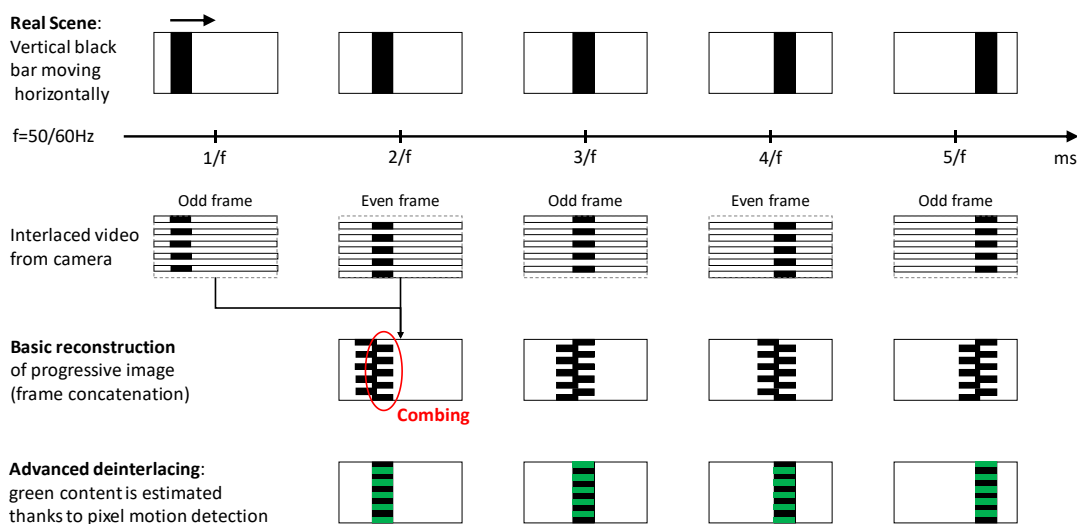 Real Scene:
Vertical black
bar moving
horizontally
f=50/60Hz
1/f
2/f
3/f
4/f
5/f
ms
Odd frame
Even frame
Odd frame
Even frame
Odd frame
Interlaced video
from camera
Basic reconstruction
of progressive image
(frame concatenation)
Combing
Advanced deinterlacing:
green content is estimated
thanks to pixel motion detection